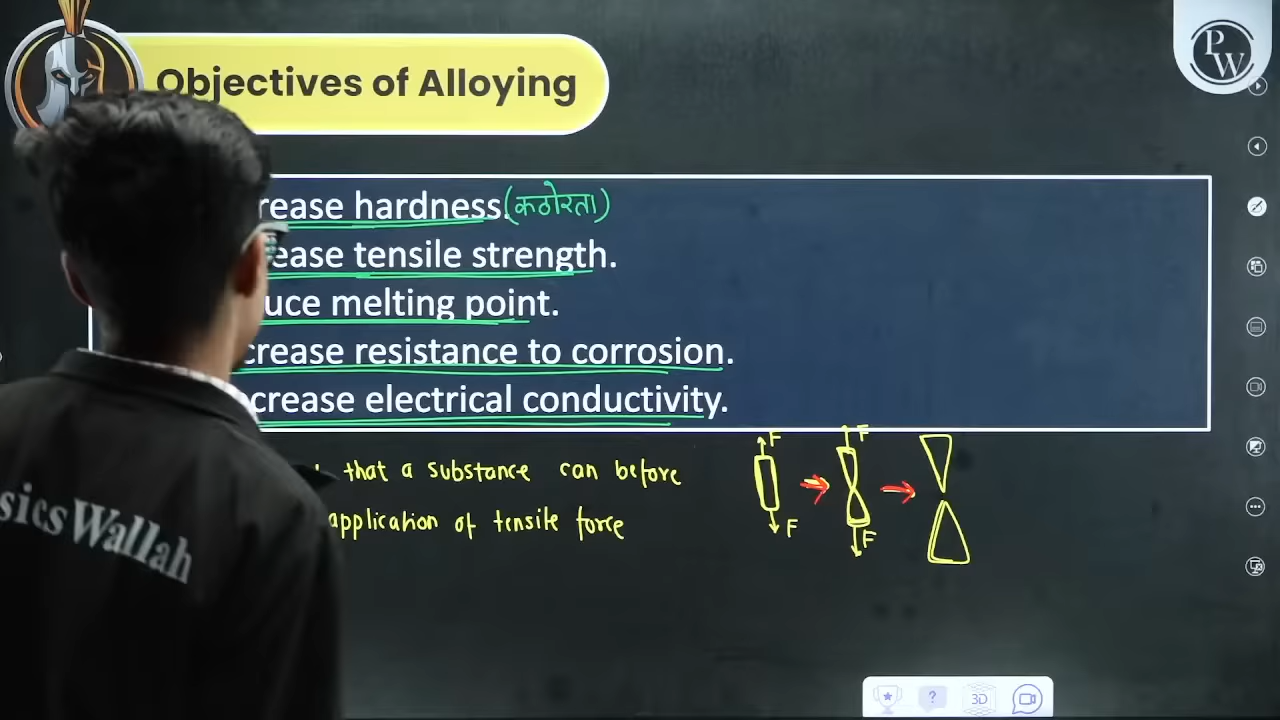 Objectives of Alloying
PW
rease hardness.(कठोरता)
ease tensile strength.
uce melting point.
crease resistance to corrosion.
crease electrical conductivity.
F F
that a substance can before
F F
application of tensile force
sicsWallah
? 3D